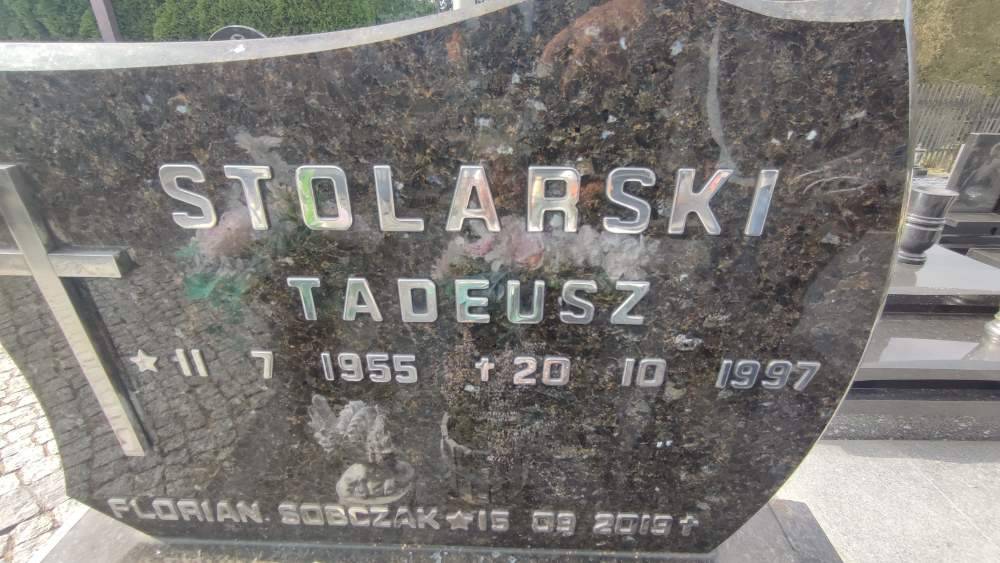 STOLARSKI
TADEUSZ
★ 11 7 1955 ✝ 20 10 1997
FLORIAN. SOBCZAK ★ 15 09 2019 ✝